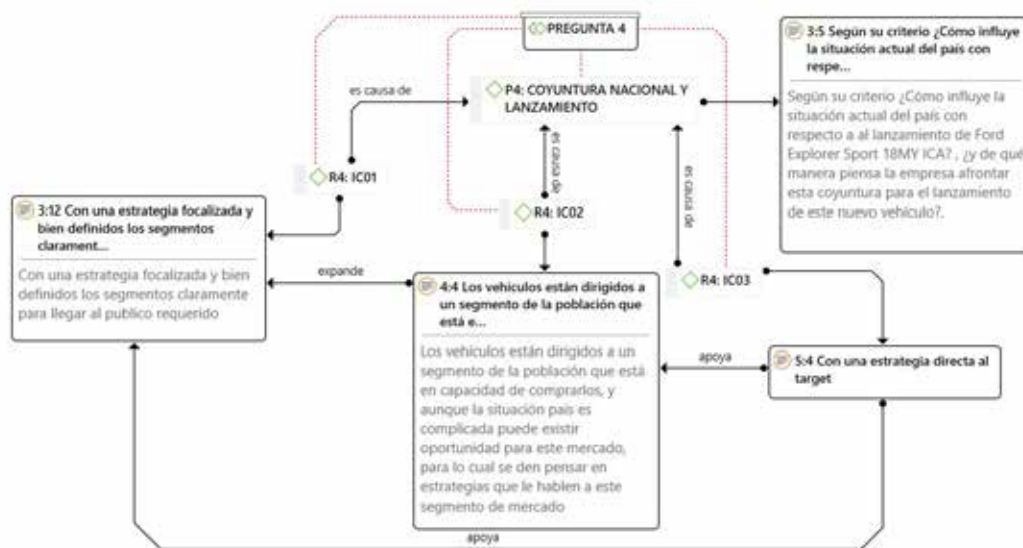 PREGUNTA 4
3:5 Según su criterio ¿Cómo influye
la situación actual del país con
respe...
Según su criterio ¿Cómo influye la
situación actual del país con
respecto a al lanzamiento de Ford
Explorer Sport 18MY ICA? , ¿y de qué
manera piensa la empresa afrontar
esta coyuntura para el lanzamiento
de este nuevo vehículo?.
es causa de
P4: COYUNTURA NACIONAL Y
LANZAMIENTO
es causa de
es causa de
R4: IC01
R4: IC02
R4: IC03
3:12 Con una estrategia focalizada y
bien definidos los segmentos
clarament...
Con una estrategia focalizada y bien
definidos los segmentos claramente
para llegar al publico requerido
expande
4:4 Los vehículos están dirigidos a
un segmento de la población que
está e...
Los vehículos están dirigidos a un
segmento de la población que está
en capacidad de comprarlos, y
aunque la situación país es
complicada puede existir
oportunidad para este mercado,
para lo cual se den pensar en
estrategias que le hablen a este
segmento de mercado
apoya
5:4 Con una estrategia directa al
target
apoya